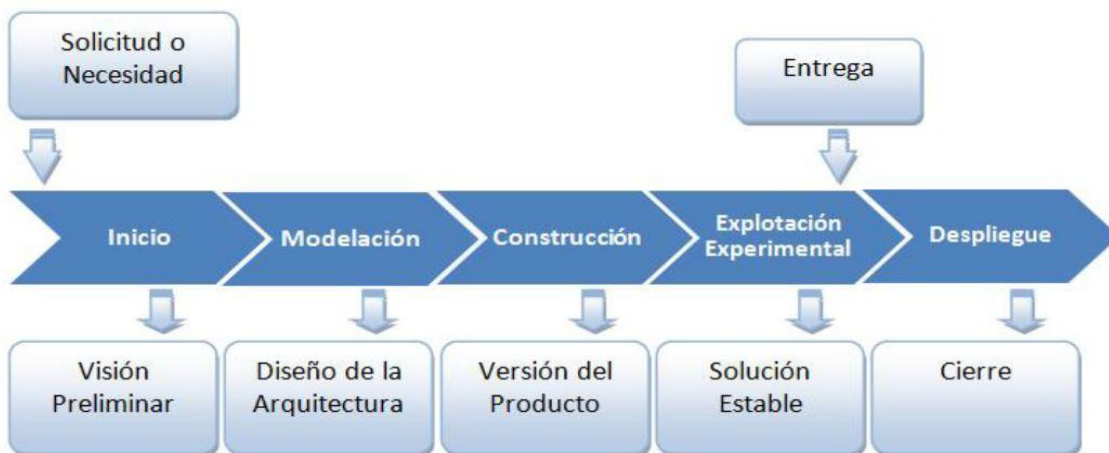 Solicitud o
Necesidad
Entrega
Inicio
Modelación
Construcción
Explotación
Experimental
Despliegue
Visión
Preliminar
Diseño de la
Arquitectura
Versión del
Producto
Solución
Estable
Cierre